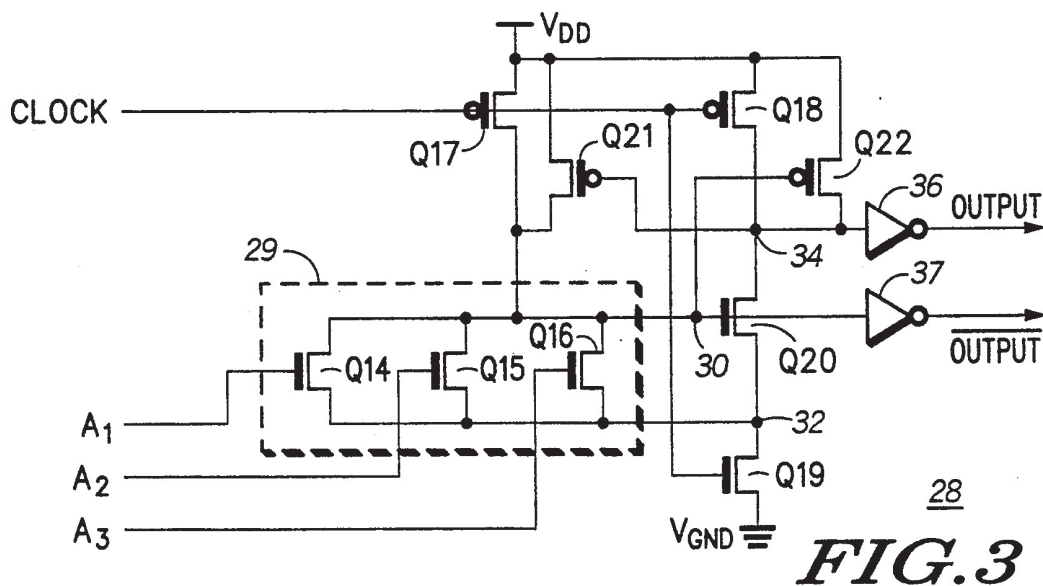 VDD
CLOCK
Q17
Q21
Q18
Q22
36
OUTPUT
34
29
37
Q16
OUTPUT
Q14
Q15
30
Q20
A1
32
A2
Q19
A3
28
VGND
FIG.3